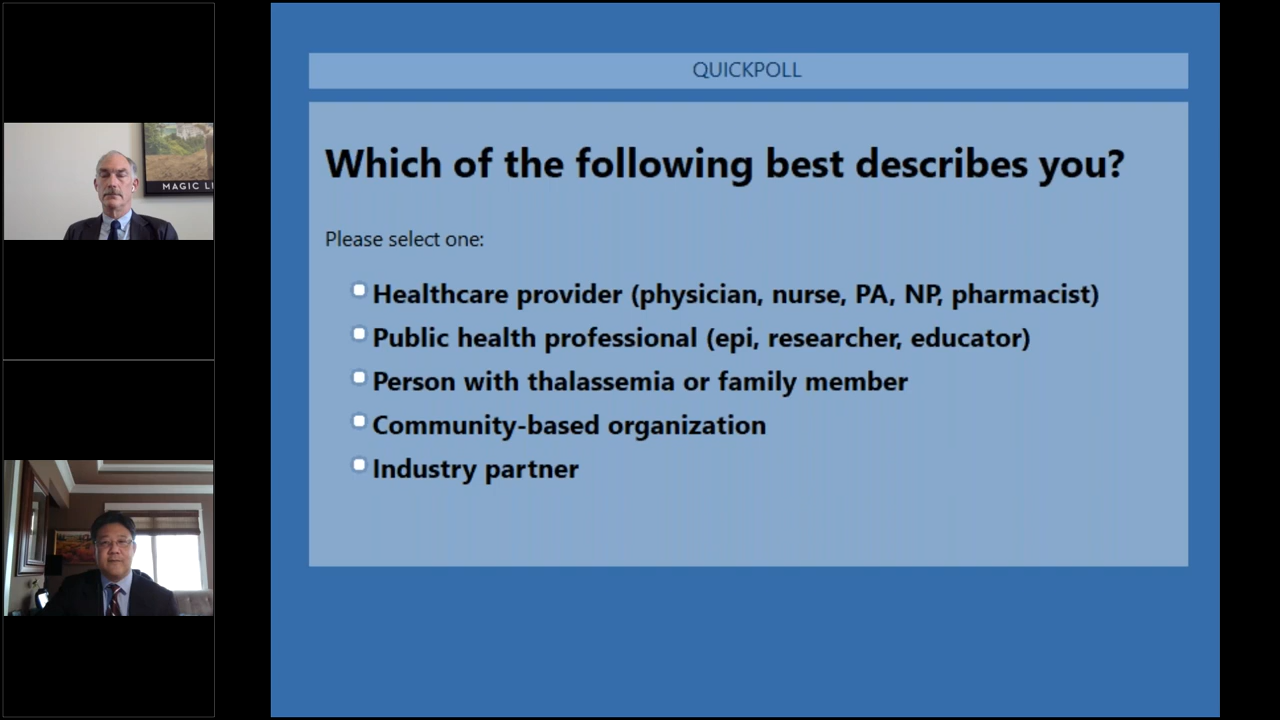 QUICKPOLL
Which of the following best describes you?
Please select one:
Healthcare provider (physician, nurse, PA, NP, pharmacist)
Public health professional (epi, researcher, educator)
Person with thalassemia or family member
Community-based organization
Industry partner
MAGIC